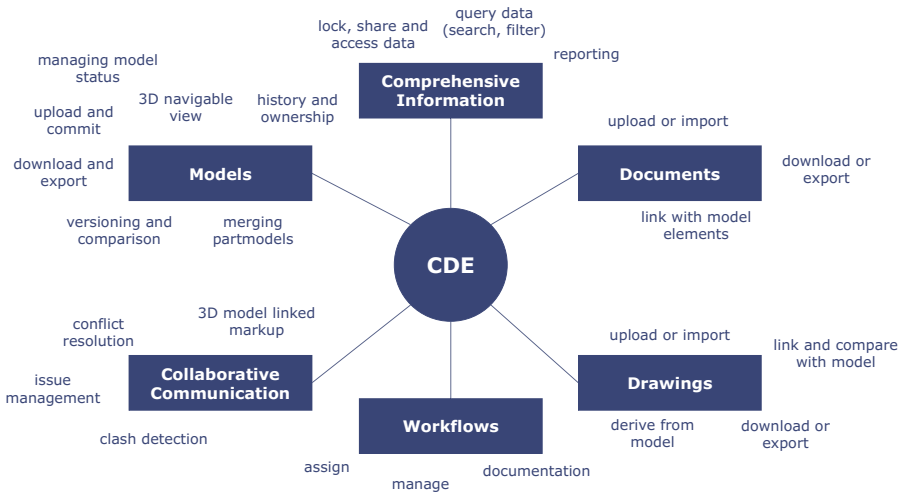 query data
(search, filter)
lock, share and
access data
reporting
Comprehensive
Information
history and
ownership
managing model
status
3D navigable
view
upload and
commit
download and
export
Models
versioning and
comparison
merging
partmodels
upload or import
Documents
download or
export
link with model
elements
CDE
3D model linked
markup
conflict
resolution
Collaborative
Communication
issue
management
clash detection
upload or import
link and compare
with model
Drawings
derive from
model
download or
export
Workflows
assign
manage
documentation